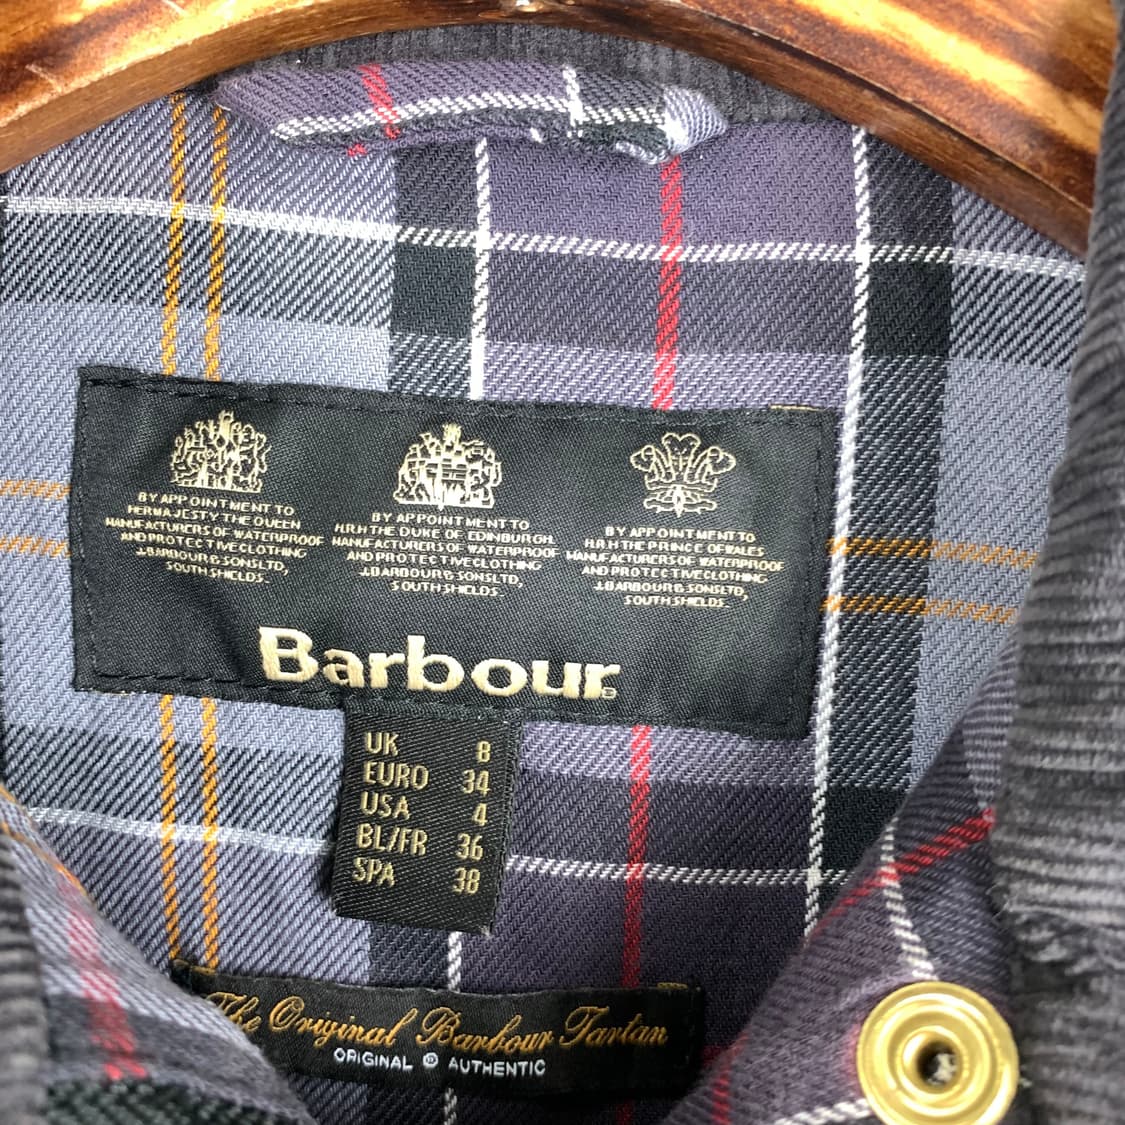 BY APPOINTMENT TO
HER MAJESTY THE QUEEN
MANUFACTURERS OF WATERPROOF
AND PROTECTIVE CLOTHING
J.BARBOUR & SONS LTD,
SOUTH SHIELDS.
BY APPOINTMENT TO
H.R.H THE DUKE OF EDINBURGH.
MANUFACTURERS OF WATERPROOF
AND PROTECTIVE CLOTHING
J.BARBOUR & SONS LTD,
SOUTH SHIELDS
BY APPOINTMENT TO
H.R.H THE PRINCE OF WALES
MANUFACTURERS OF WATERPROOF
AND PROTECTIVE CLOTHING
J.BARBOUR & SONS LTD,
SOUTH SHIELDS.
Barbour
UK 8
EURO 34
USA 4
BL/FR 36
SPA 38
The Original Barbour Tartan
ORIGINAL AUTHENTIC